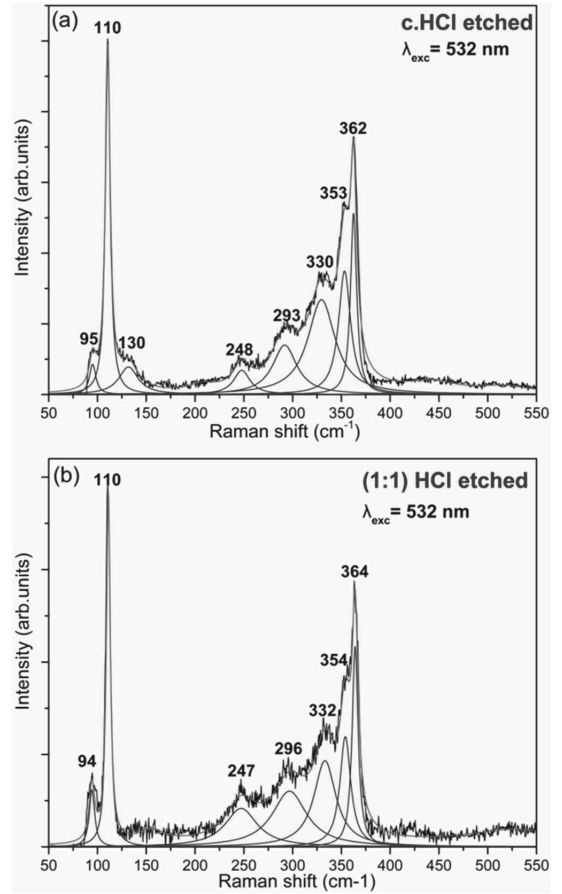 (a)
c.HCl etched
λexc= 532 nm
110
362
353
330
293
248
95
130
Intensity (arb.units)
50 100 150 200 250 300 350 400 450 500 550
Raman shift (cm-1)
(b)
(1:1) HCl etched
λexc= 532 nm
110
364
354
332
296
247
94
Intensity (arb.units)
50 100 150 200 250 300 350 400 450 500 550
Raman shift (cm-1)